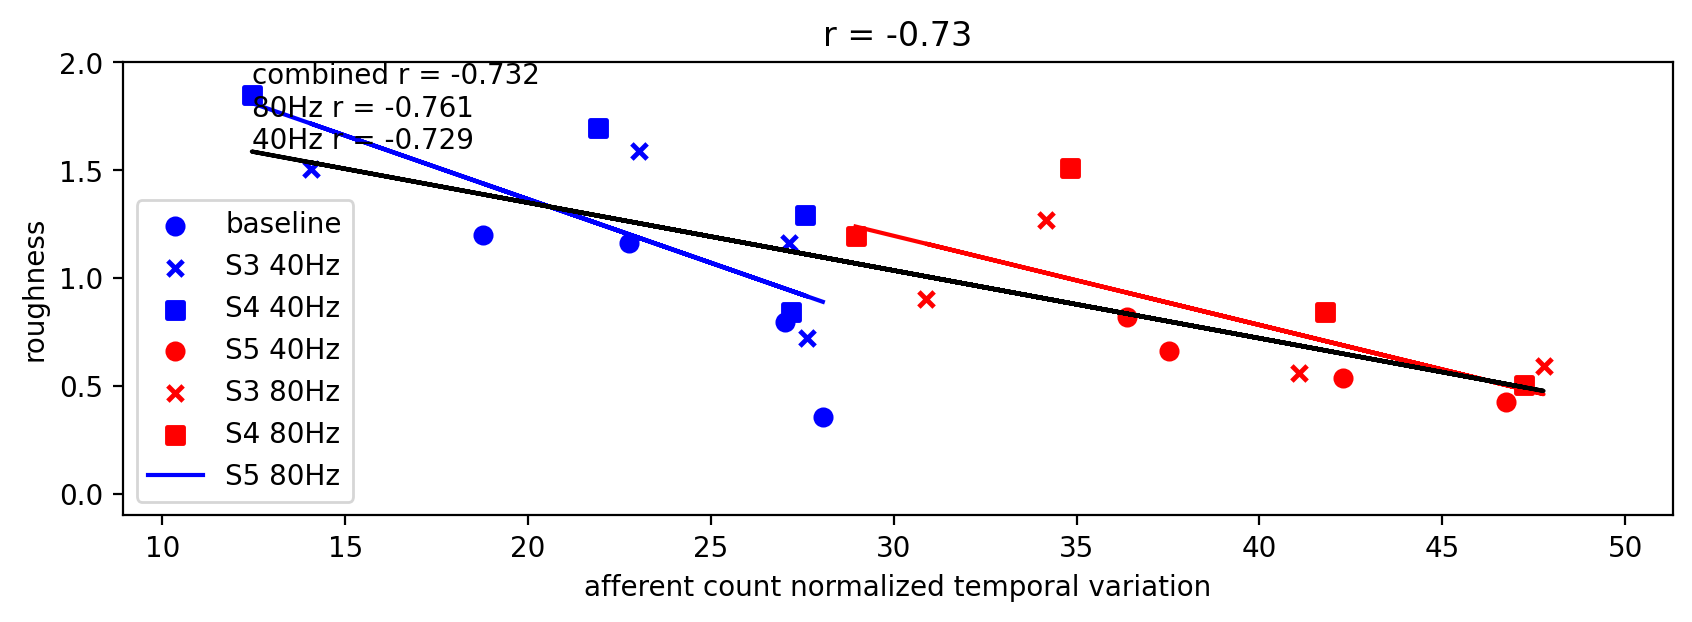 r = -0.73
combined r = -0.732
80Hz r = -0.761
40Hz r = -0.729
2.0
1.5
1.0
0.5
0.0
roughness
baseline
S3 40Hz
S4 40Hz
S5 40Hz
S3 80Hz
S4 80Hz
S5 80Hz
10 15 20 25 30 35 40 45 50
afferent count normalized temporal variation